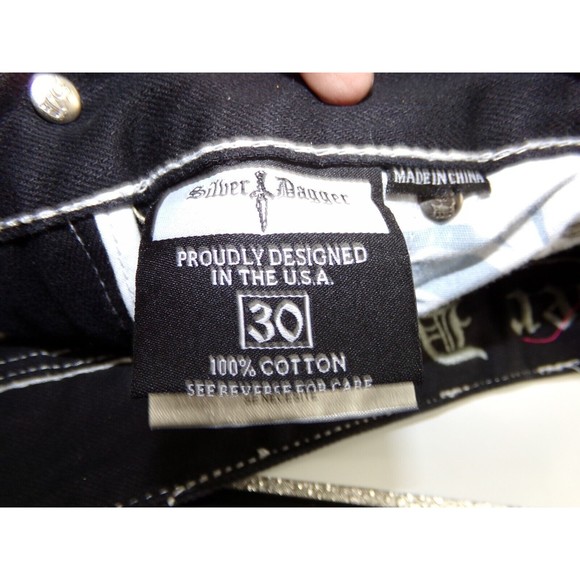 Silver Dagger
MADE IN CHINA
PROUDLY DESIGNED
IN THE U.S.A.
30
100% COTTON
SEE REVERSE FOR CARE